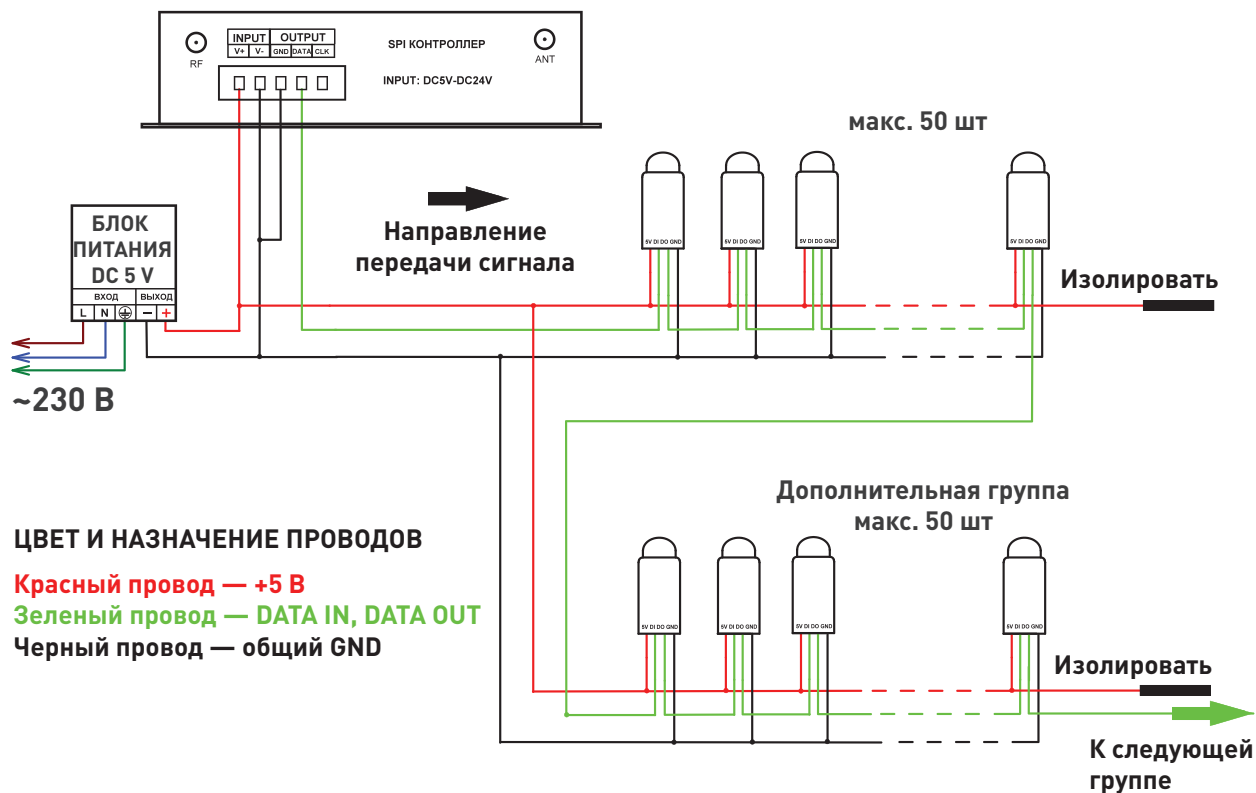 INPUT OUTPUT
V+ V- GND DATA CLK
RF
SPI КОНТРОЛЛЕР
INPUT: DC5V-DC24V
ANT
макс. 50 шт
5V DI DO GND
5V DI DO GND
5V DI DO GND
5V DI DO GND
Направление
передачи сигнала
Изолировать
БЛОК
ПИТАНИЯ
DC 5 V
ВХОД ВЫХОД
L N − +
~230 В
Дополнительная группа
макс. 50 шт
5V DI DO GND
5V DI DO GND
5V DI DO GND
5V DI DO GND
ЦВЕТ И НАЗНАЧЕНИЕ ПРОВОДОВ
Красный провод — +5 В
Зеленый провод — DATA IN, DATA OUT
Черный провод — общий GND
Изолировать
К следующей
группе